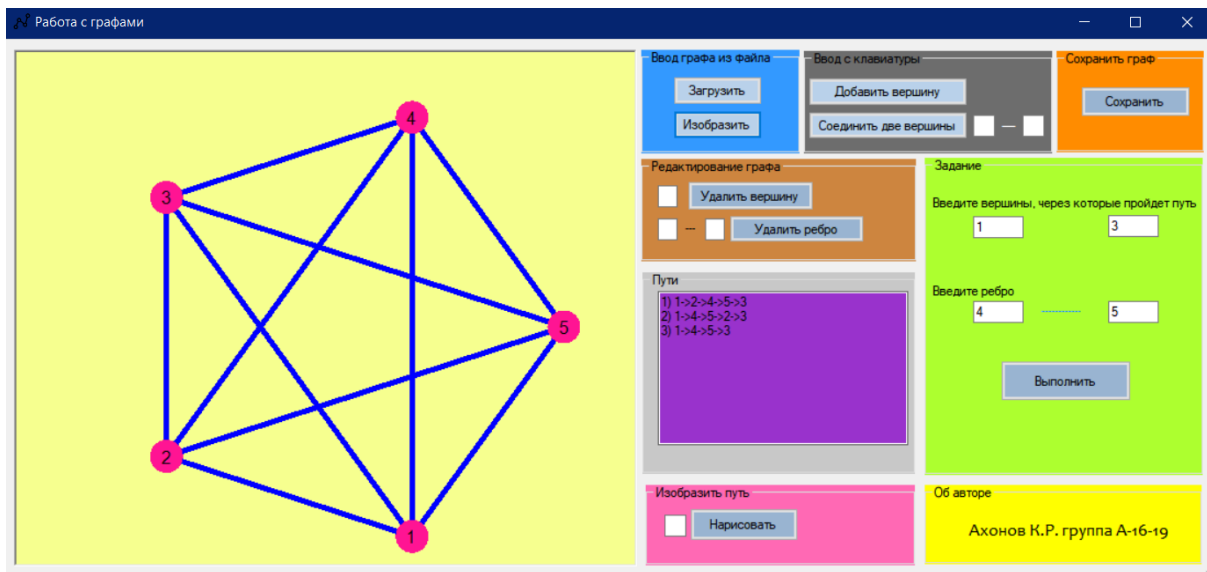 Работа с графами
4
3
5
2
1
Ввод графа из файла
Загрузить
Изобразить
Ввод с клавиатуры
Добавить вершину
Соединить две вершины —
Сохранить граф
Сохранить
Редактирование графа
Удалить вершину
--- Удалить ребро
Пути
1) 1->2->4->5->3
2) 1->4->5->2->3
3) 1->4->5->3
Изобразить путь
Нарисовать
Задание
Введите вершины, через которые пройдет путь
1 3
Введите ребро
4 ----------- 5
Выполнить
Об авторе
Ахонов К.Р. группа А-16-19